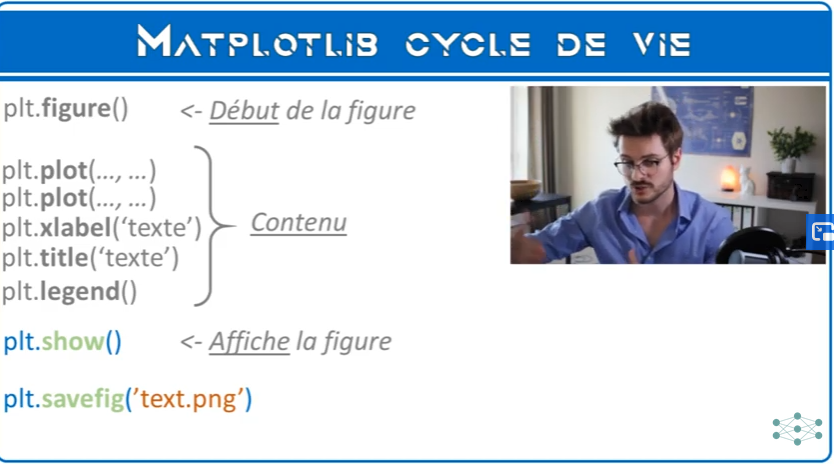 MATPLOTLIB CYCLE DE VIE
plt.figure() <- Début de la figure
plt.plot(…, …)
plt.plot(…, …)
plt.xlabel(‘texte’)
plt.title(‘texte’)
plt.legend()
Contenu
plt.show() <- Affiche la figure
plt.savefig(’text.png’)